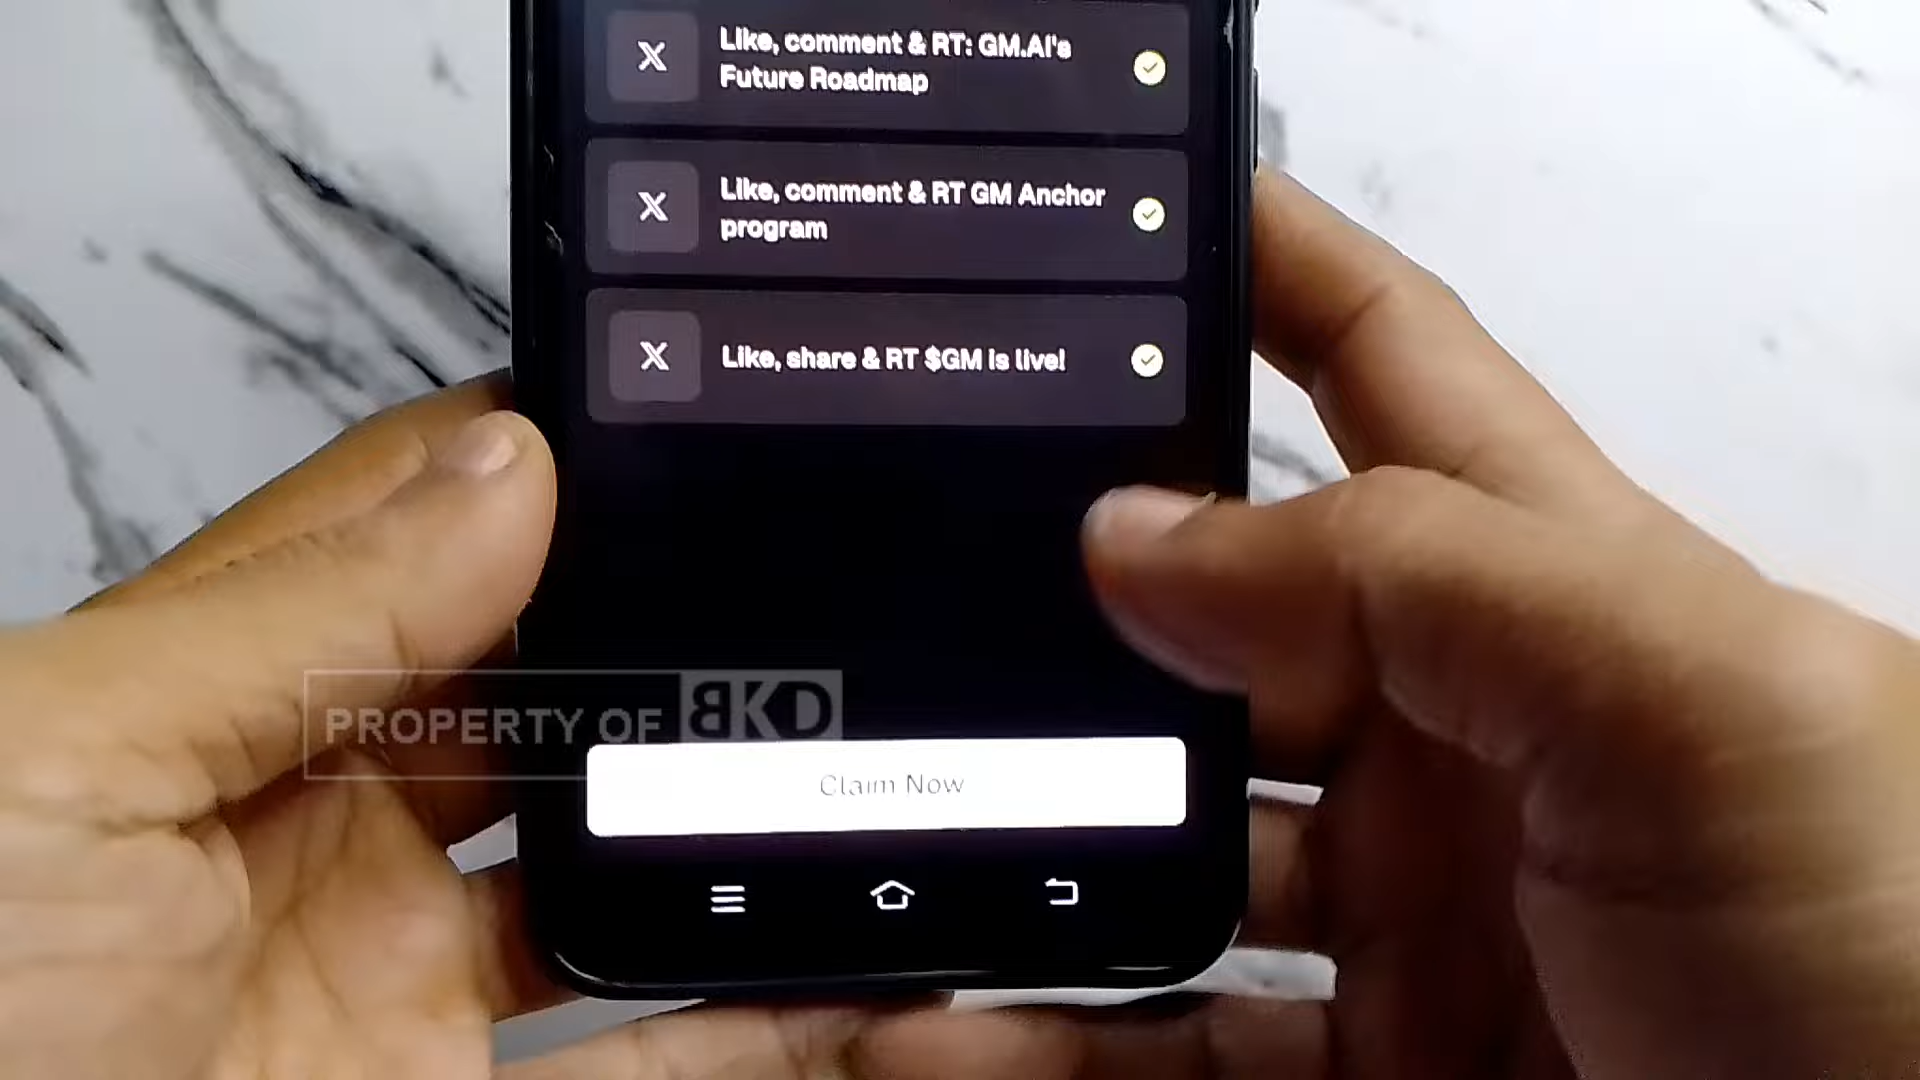 Like, comment & RT: GM.AI's
Future Roadmap
Like, comment & RT GM Anchor
program
Like, share & RT $GM is live!
PROPERTY OF BKD
Claim Now